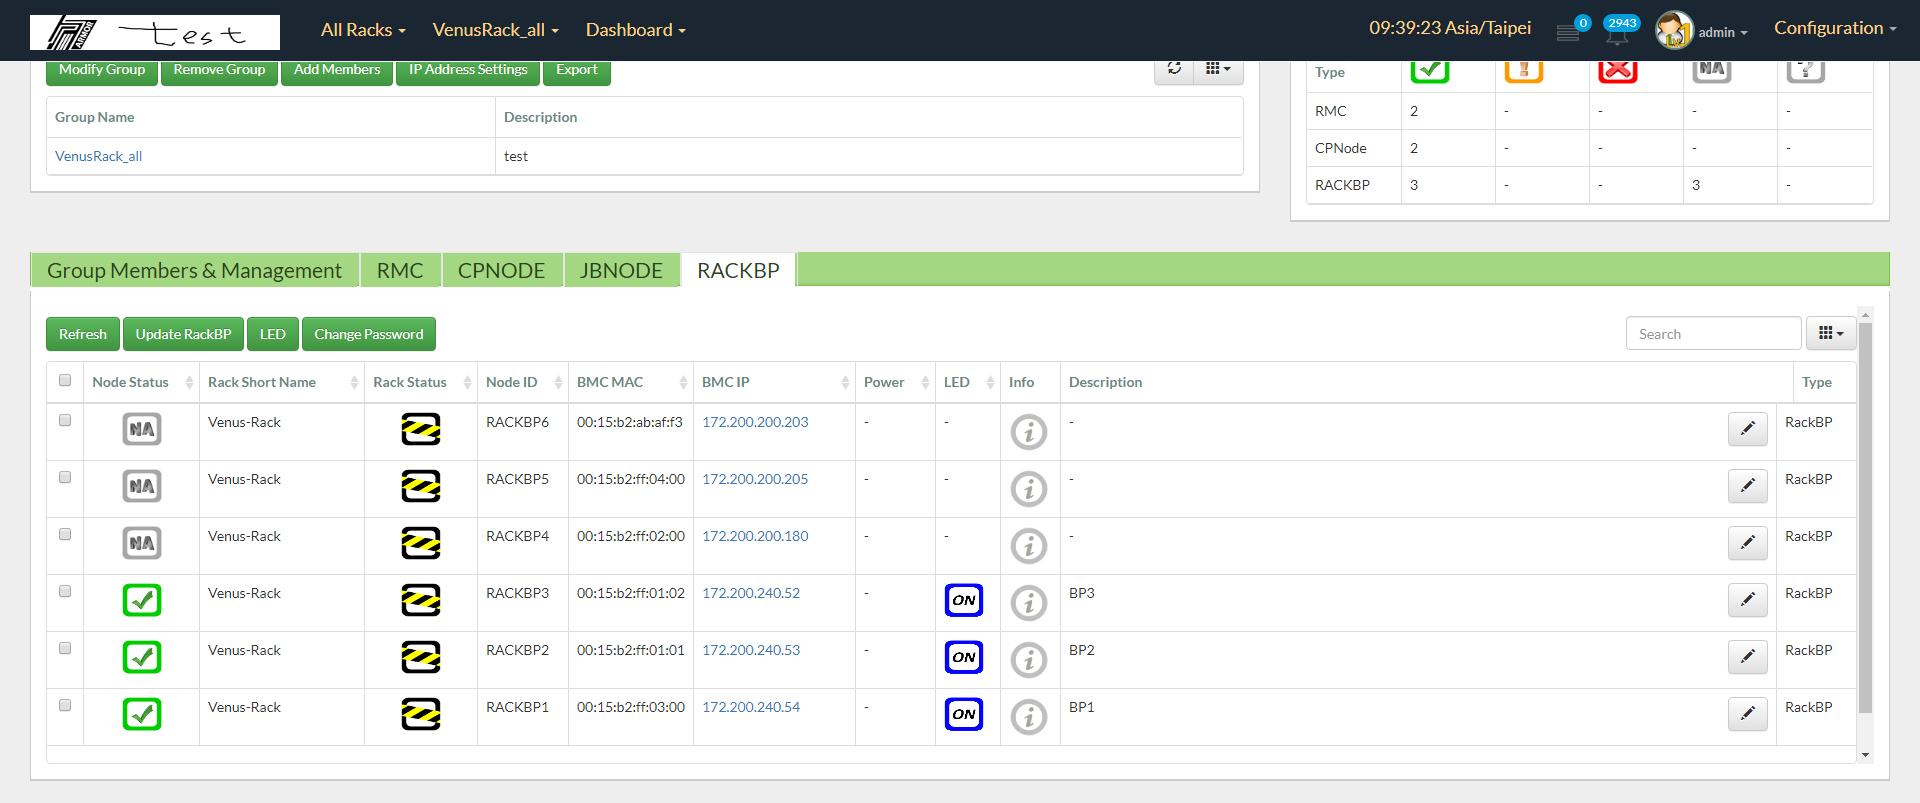 ARMOR test All Racks VenusRack_all Dashboard 09:39:23 Asia/Taipei 0 2943 admin Configuration
Modify Group Remove Group Add Members IP Address Settings Export
Group Name Description
VenusRack_all test
Type ! NA ?
RMC 2 - - - -
CPNode 2 - - - -
RACKBP 3 - - 3 -
Group Members & Management RMC CPNODE JBNODE RACKBP
Refresh Update RackBP LED Change Password Search
Node Status Rack Short Name Rack Status Node ID BMC MAC BMC IP Power LED Info Description Type
NA Venus-Rack RACKBP6 00:15:b2:ab:af:f3 172.200.200.203 - - i - RackBP
NA Venus-Rack RACKBP5 00:15:b2:ff:04:00 172.200.200.205 - - i - RackBP
NA Venus-Rack RACKBP4 00:15:b2:ff:02:00 172.200.200.180 - - i - RackBP
Venus-Rack RACKBP3 00:15:b2:ff:01:02 172.200.240.52 - ON i BP3 RackBP
Venus-Rack RACKBP2 00:15:b2:ff:01:01 172.200.240.53 - ON i BP2 RackBP
Venus-Rack RACKBP1 00:15:b2:ff:03:00 172.200.240.54 - ON i BP1 RackBP